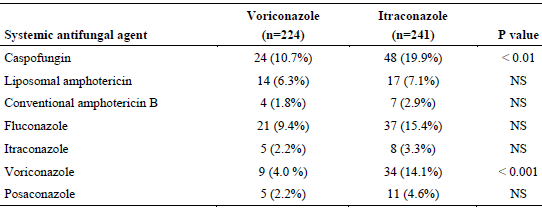 Systemic antifungal agent Voriconazole (n=224) Itraconazole (n=241) P value
Caspofungin 24 (10.7%) 48 (19.9%) < 0.01
Liposomal amphotericin 14 (6.3%) 17 (7.1%) NS
Conventional amphotericin B 4 (1.8%) 7 (2.9%) NS
Fluconazole 21 (9.4%) 37 (15.4%) NS
Itraconazole 5 (2.2%) 8 (3.3%) NS
Voriconazole 9 (4.0 %) 34 (14.1%) < 0.001
Posaconazole 5 (2.2%) 11 (4.6%) NS